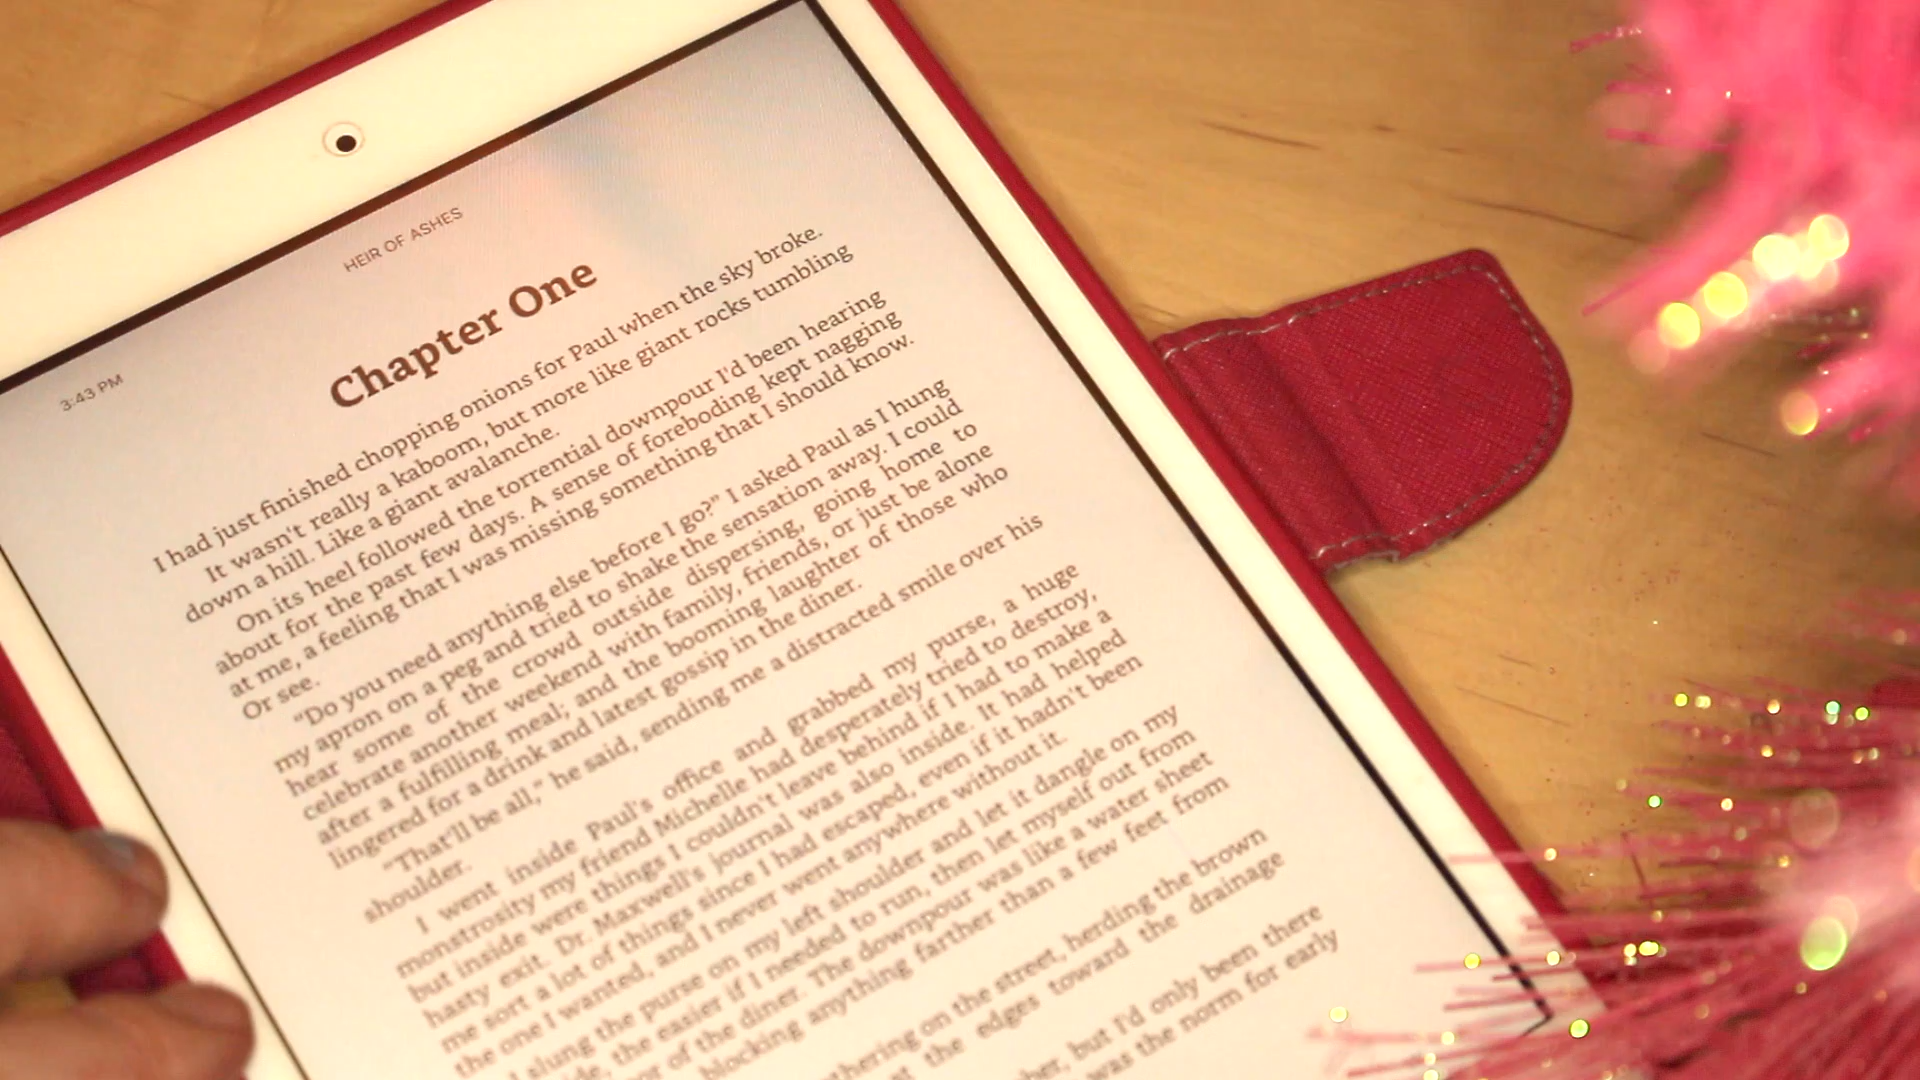 HEIR OF ASHES
3:43 PM
Chapter One
I had just finished chopping onions for Paul when the sky broke.
It wasn't really a kaboom, but more like giant rocks tumbling
down a hill. Like a giant avalanche.
On its heel followed the torrential downpour I'd been hearing
about for the past few days. A sense of foreboding kept nagging
at me, a feeling that I was missing something that I should know.
Or see.
“Do you need anything else before I go?” I asked Paul as I hung
my apron on a peg and tried to shake the sensation away. I could
hear some of the crowd outside dispersing, going home to
celebrate another weekend with family, friends, or just be alone
after a fulfilling meal; and the booming laughter of those who
lingered for a drink and latest gossip in the diner.
“That'll be all,” he said, sending me a distracted smile over his
shoulder.
I went inside Paul's office and grabbed my purse, a huge
monstrosity my friend Michelle had desperately tried to destroy,
but inside were things I couldn't leave behind if I had to make a
hasty exit. Dr. Maxwell's journal was also inside. It had helped
me sort a lot of things since I had escaped, even if it hadn't been
the one I wanted, and I never went anywhere without it.
I slung the purse on my left shoulder and let it dangle on my
the easier if I needed to run, then let myself out from
of the diner. The downpour was like a water sheet
blocking anything farther than a few feet from
on the street, herding the brown
the edges toward the drainage
but I'd only been there
was the norm for early